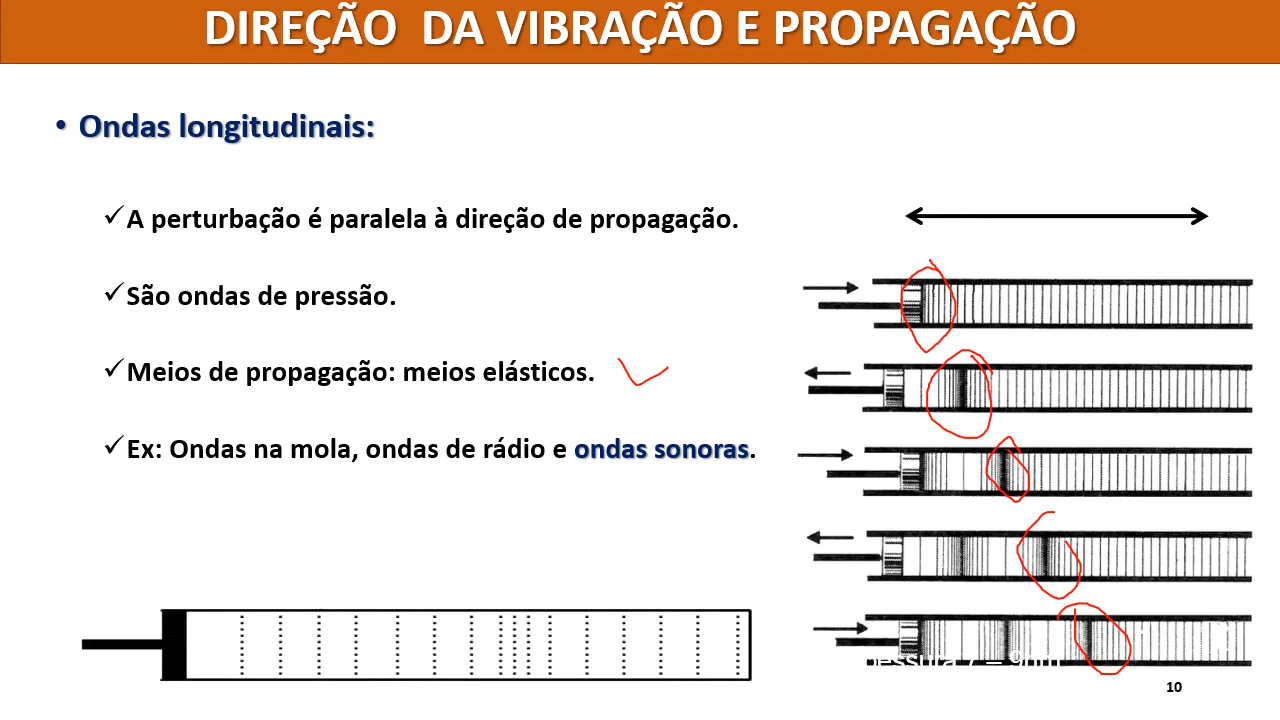 DIREÇÃO DA VIBRAÇÃO E PROPAGAÇÃO
• Ondas longitudinais:
✓A perturbação é paralela à direção de propagação.
✓São ondas de pressão.
✓Meios de propagação: meios elásticos.
✓Ex: Ondas na mola, ondas de rádio e ondas sonoras.
10